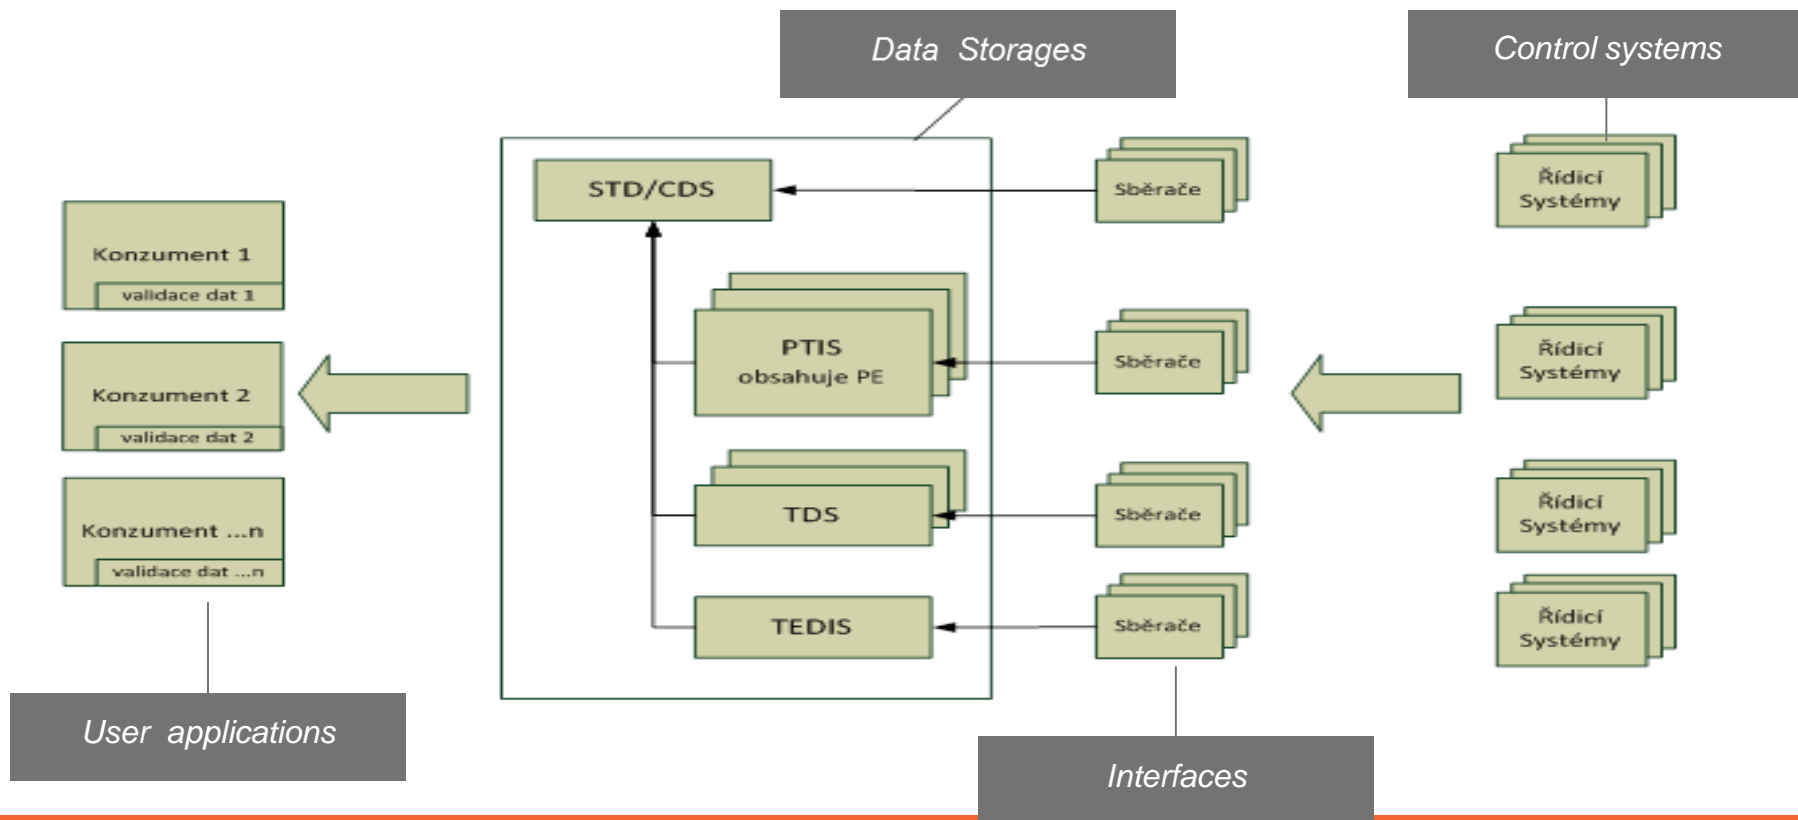 Data Storages
Control systems
Konzument 1
validace dat 1
Konzument 2
validace dat 2
Konzument ...n
validace dat ...n
User applications
STD/CDS
PTIS
obsahuje PE
TDS
TEDIS
Sběrače
Sběrače
Sběrače
Sběrače
Interfaces
Řídicí
Systémy
Řídicí
Systémy
Řídicí
Systémy
Řídicí
Systémy